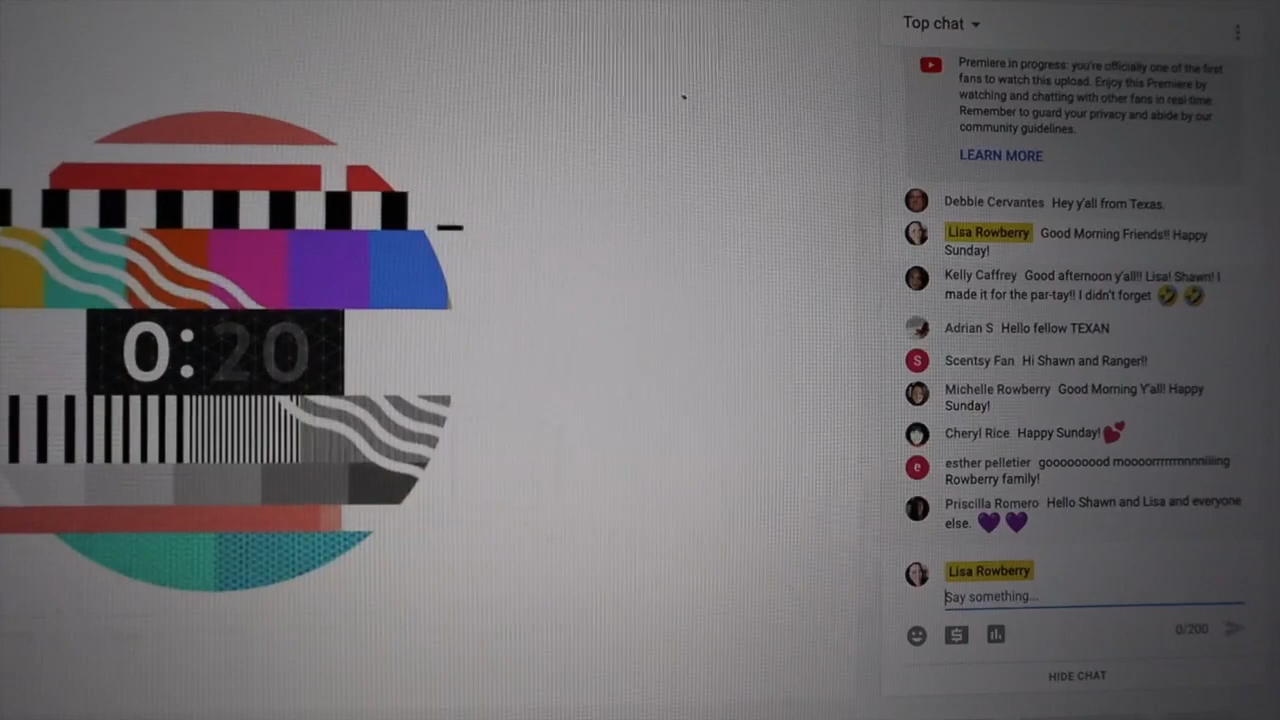 Top chat
Premiere in progress: you're officially one of the first
fans to watch this upload. Enjoy this Premiere by
watching and chatting with other fans in real-time.
Remember to guard your privacy and abide by our
community guidelines.
LEARN MORE
Debbie Cervantes Hey y'all from Texas.
Lisa Rowberry Good Morning Friends!! Happy
Sunday!
Kelly Caffrey Good afternoon y'all!! Lisa! Shawn! I
made it for the par-tay!! I didn't forget 🤣 🤣
Adrian S Hello fellow TEXAN
S Scentsy Fan Hi Shawn and Ranger!!
Michelle Rowberry Good Morning Y'all! Happy
Sunday!
Cheryl Rice Happy Sunday! 💕
e esther pelletier gooooooood mooorrrrrrnnniiing
Rowberry family!
Priscilla Romero Hello Shawn and Lisa and everyone
else. 💜 💜
0:20
Lisa Rowberry
Say something...
0/200
HIDE CHAT